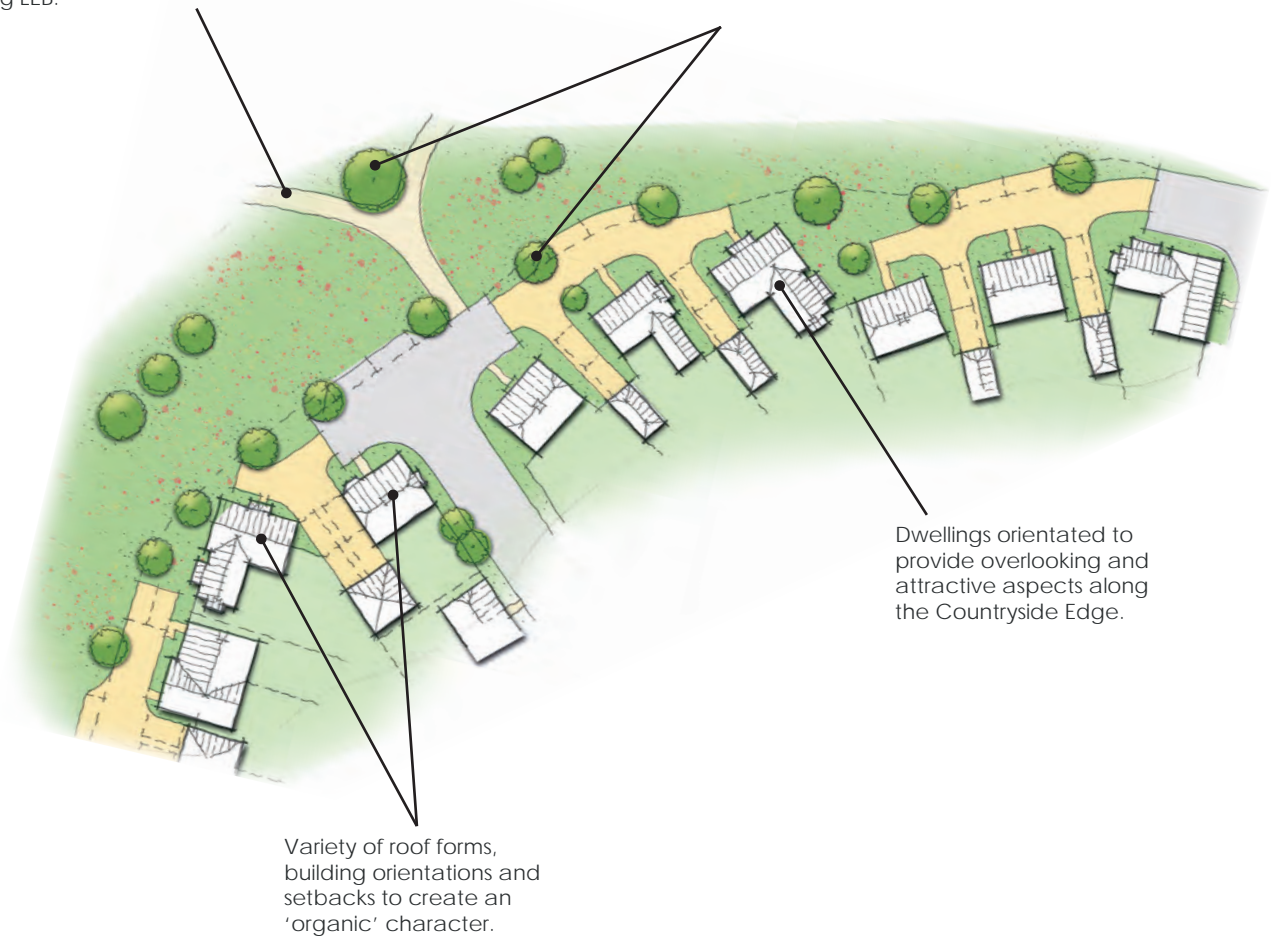 Dwellings orientated to
provide overlooking and
attractive aspects along
the Countryside Edge.
Variety of roof forms,
building orientations and
setbacks to create an
‘organic’ character.